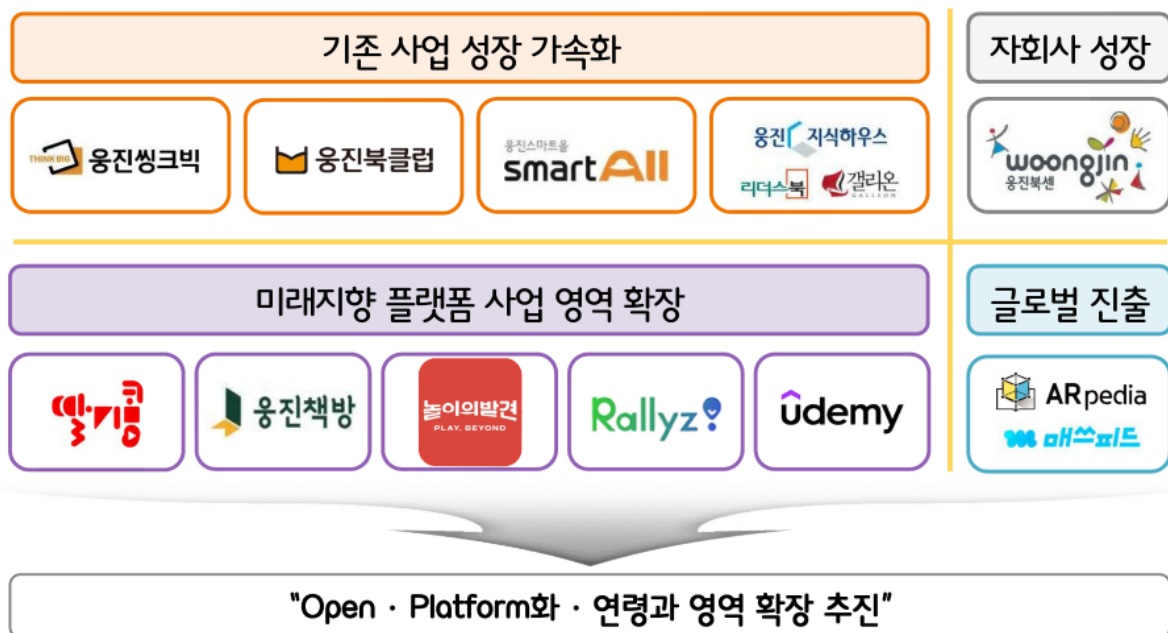 기존 사업 성장 가속화
자회사 성장
THINK BIG 웅진씽크빅
웅진북클럽
웅진스마트올
smartAll
웅진 지식하우스
리더스북 갤리온
GALLEON
woongjin
웅진북센
미래지향 플랫폼 사업 영역 확장
글로벌 진출
딸기콩
웅진책방
놀이의발견
PLAY, BEYOND
Rallyz
udemy
ARpedia
매쓰피드
"Open · Platform화 · 연령과 영역 확장 추진"